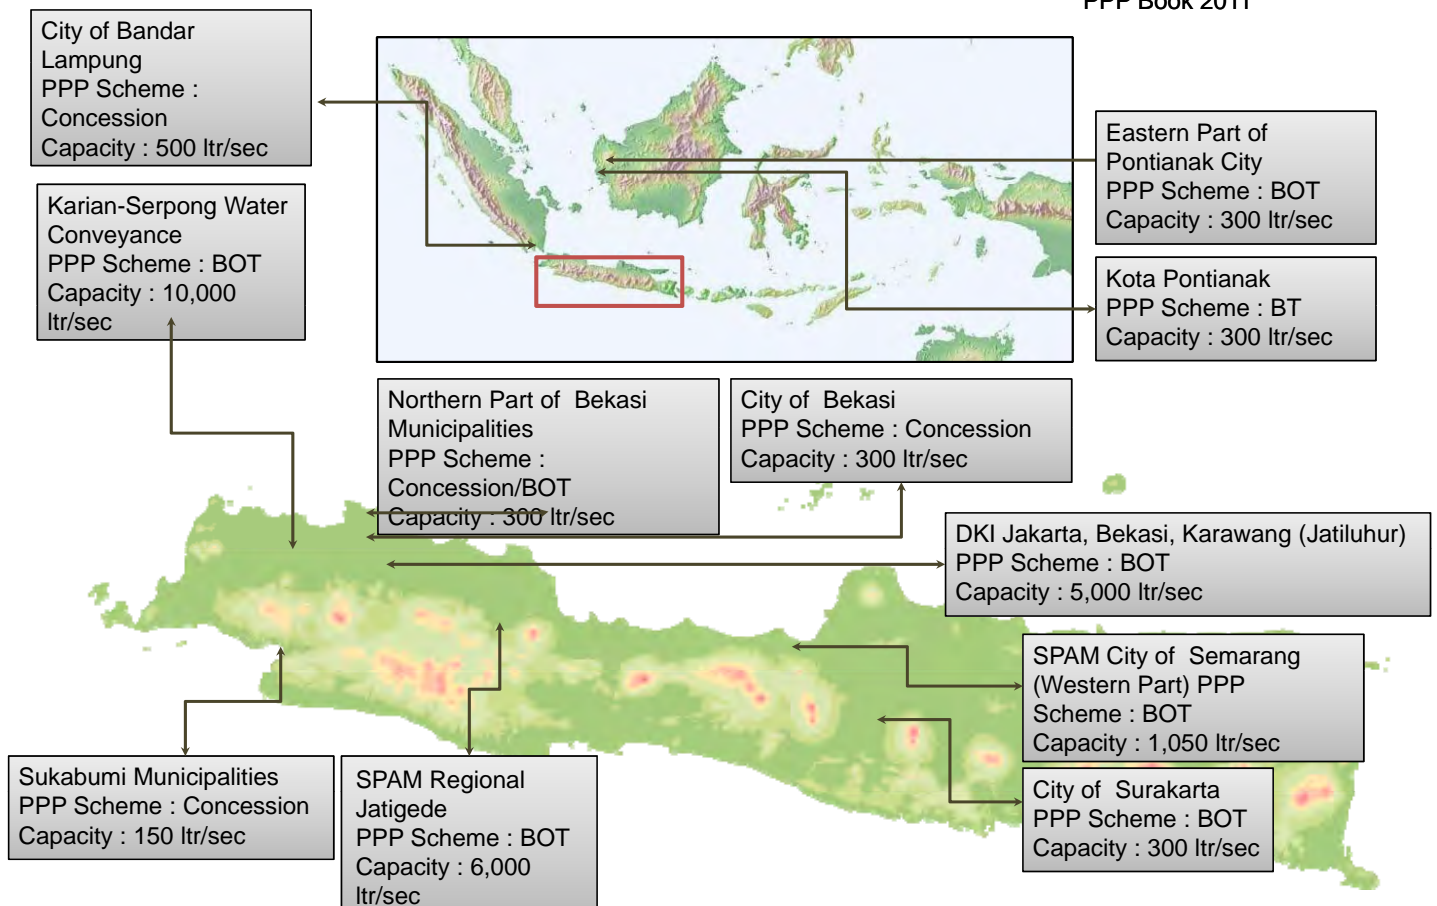 PPP Book 2011
City of Bandar
Lampung
PPP Scheme :
Concession
Capacity : 500 ltr/sec
Karian-Serpong Water
Conveyance
PPP Scheme : BOT
Capacity : 10,000
ltr/sec
Eastern Part of
Pontianak City
PPP Scheme : BOT
Capacity : 300 ltr/sec
Kota Pontianak
PPP Scheme : BT
Capacity : 300 ltr/sec
Northern Part of Bekasi
Municipalities
PPP Scheme :
Concession/BOT
Capacity : 300 ltr/sec
City of Bekasi
PPP Scheme : Concession
Capacity : 300 ltr/sec
DKI Jakarta, Bekasi, Karawang (Jatiluhur)
PPP Scheme : BOT
Capacity : 5,000 ltr/sec
SPAM City of Semarang
(Western Part) PPP
Scheme : BOT
Capacity : 1,050 ltr/sec
City of Surakarta
PPP Scheme : BOT
Capacity : 300 ltr/sec
Sukabumi Municipalities
PPP Scheme : Concession
Capacity : 150 ltr/sec
SPAM Regional
Jatigede
PPP Scheme : BOT
Capacity : 6,000
ltr/sec